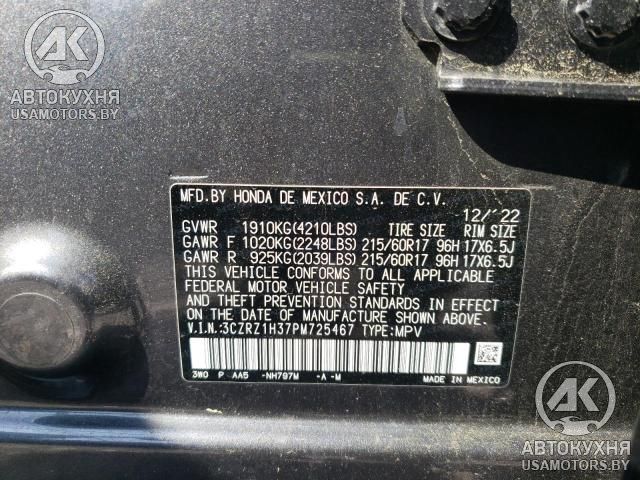 AK
АВТОКУХНЯ
USAMOTORS.BY
MFD.BY HONDA DE MEXICO S.A. DE C.V.
12/'22
GVWR 1910KG(4210LBS) TIRE SIZE RIM SIZE
GAWR F 1020KG(2248LBS) 215/60R17 96H 17X6.5J
GAWR R 925KG(2039LBS) 215/60R17 96H 17X6.5J
THIS VEHICLE CONFORMS TO ALL APPLICABLE
FEDERAL MOTOR VEHICLE SAFETY
AND THEFT PREVENTION STANDARDS IN EFFECT
ON THE DATE OF MANUFACTURE SHOWN ABOVE.
V.I.N.:3CZRZ1H37PM725467 TYPE:MPV
3W0 P AA5 -NH797M -A-M MADE IN MEXICO
AK
АВТОКУХНЯ
USAMOTORS.BY